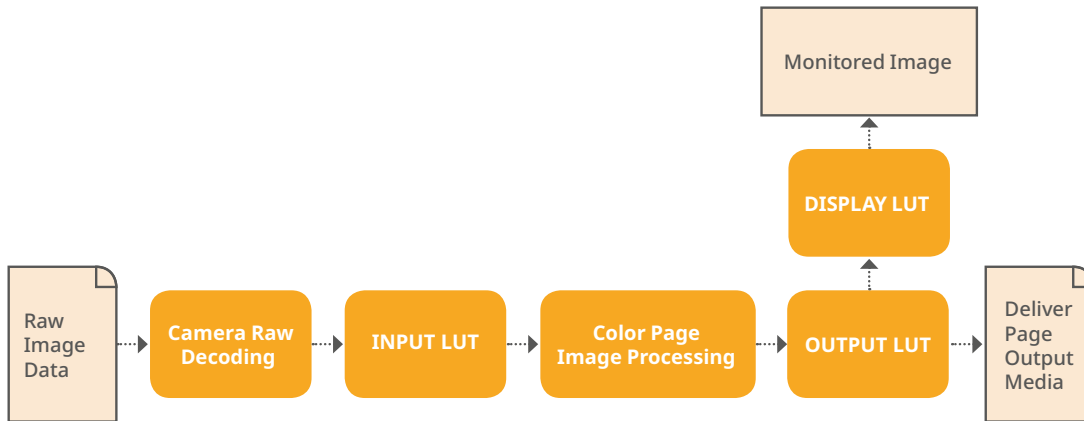 Monitored Image
DISPLAY LUT
Raw
Image
Data
Camera Raw
Decoding
INPUT LUT
Color Page
Image Processing
OUTPUT LUT
Deliver
Page
Output
Media